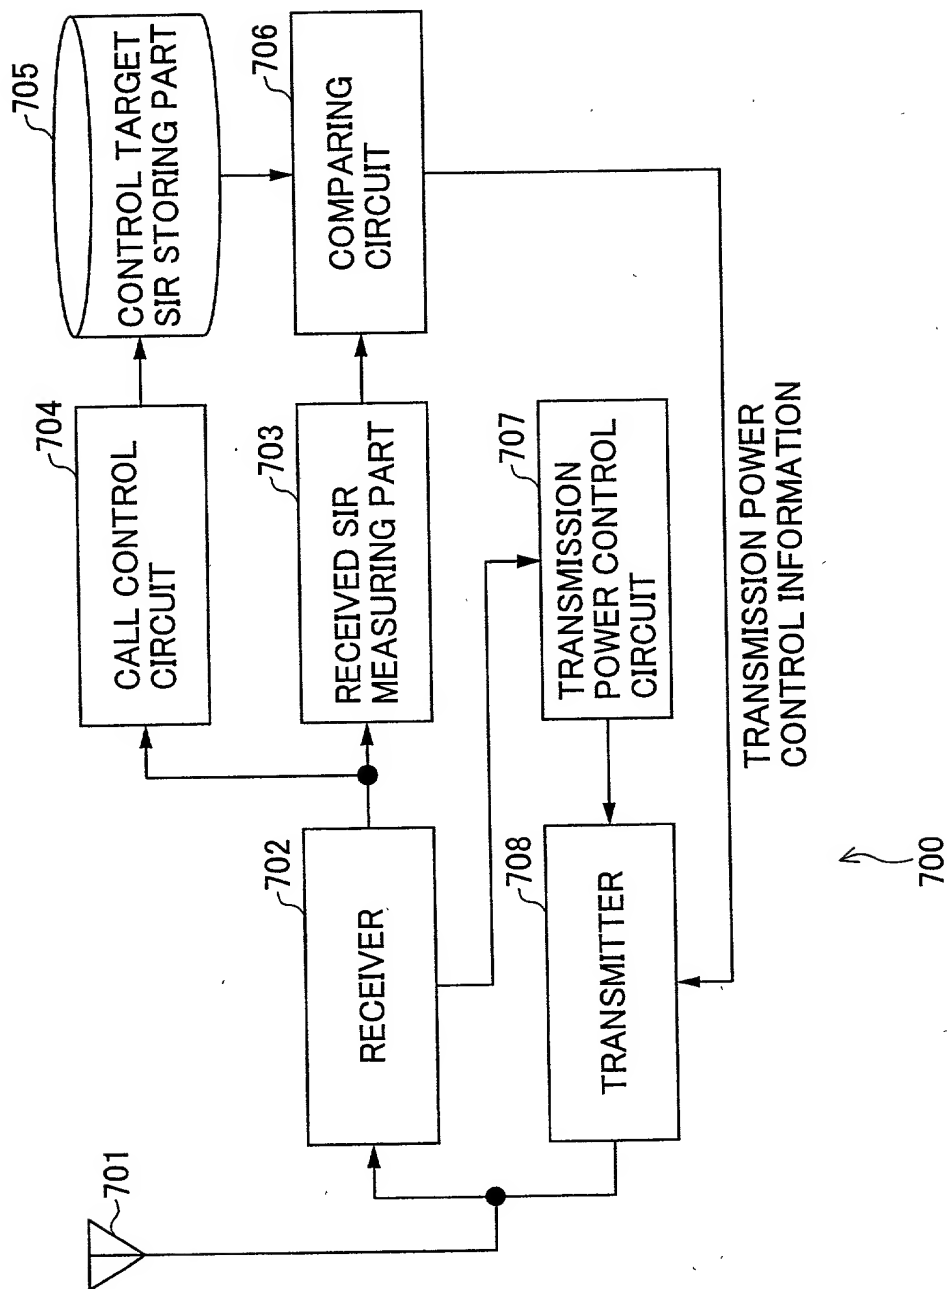 701
702
RECEIVER
704
CALL CONTROL
CIRCUIT
705
CONTROL TARGET
SIR STORING PART
703
RECEIVED SIR
MEASURING PART
706
COMPARING
CIRCUIT
707
TRANSMISSION
POWER CONTROL
CIRCUIT
708
TRANSMITTER
TRANSMISSION POWER
CONTROL INFORMATION
700